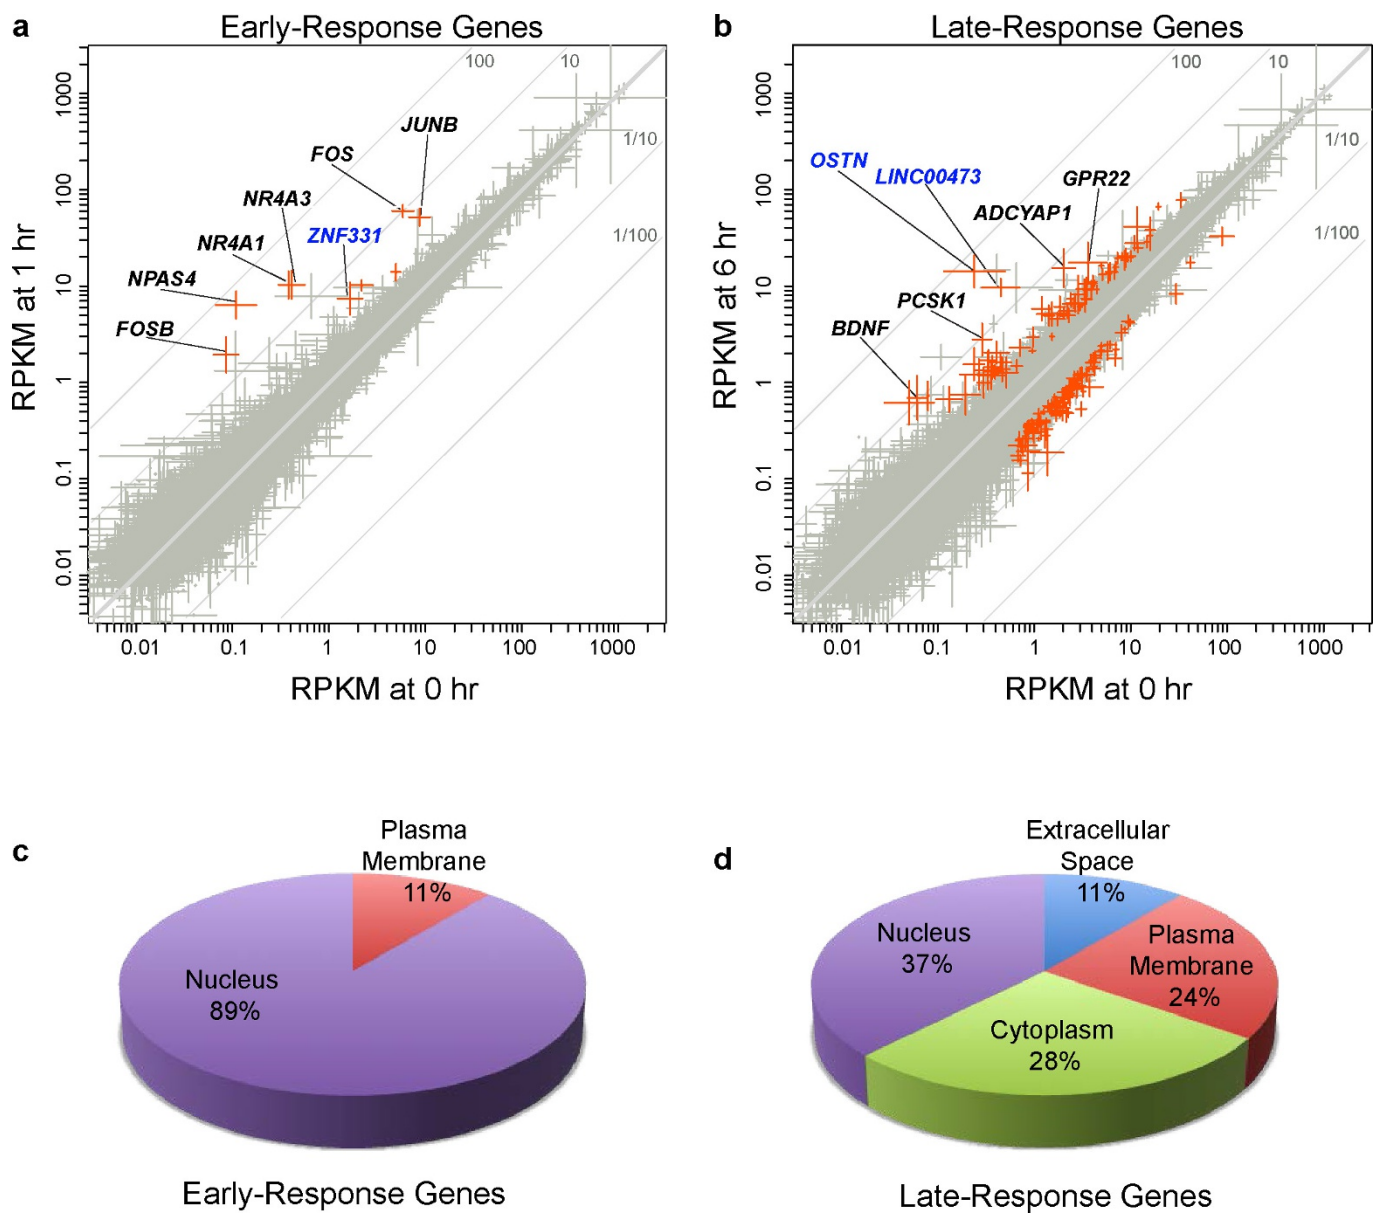 a
Early-Response Genes
RPKM at 1 hr
1000
100
10
1
0.1
0.01
100
10
1/10
1/100
JUNB
FOS
NR4A3
ZNF331
NR4A1
NPAS4
FOSB
0.01
0.1
1
10
100
1000
RPKM at 0 hr
b
Late-Response Genes
RPKM at 6 hr
1000
100
10
1
0.1
0.01
100
10
1/10
1/100
OSTN
LINC00473
GPR22
ADCYAP1
PCSK1
BDNF
0.01
0.1
1
10
100
1000
RPKM at 0 hr
c
Plasma
Membrane
11%
Nucleus
89%
Early-Response Genes
d
Extracellular
Space
11%
Nucleus
37%
Plasma
Membrane
24%
Cytoplasm
28%
Late-Response Genes